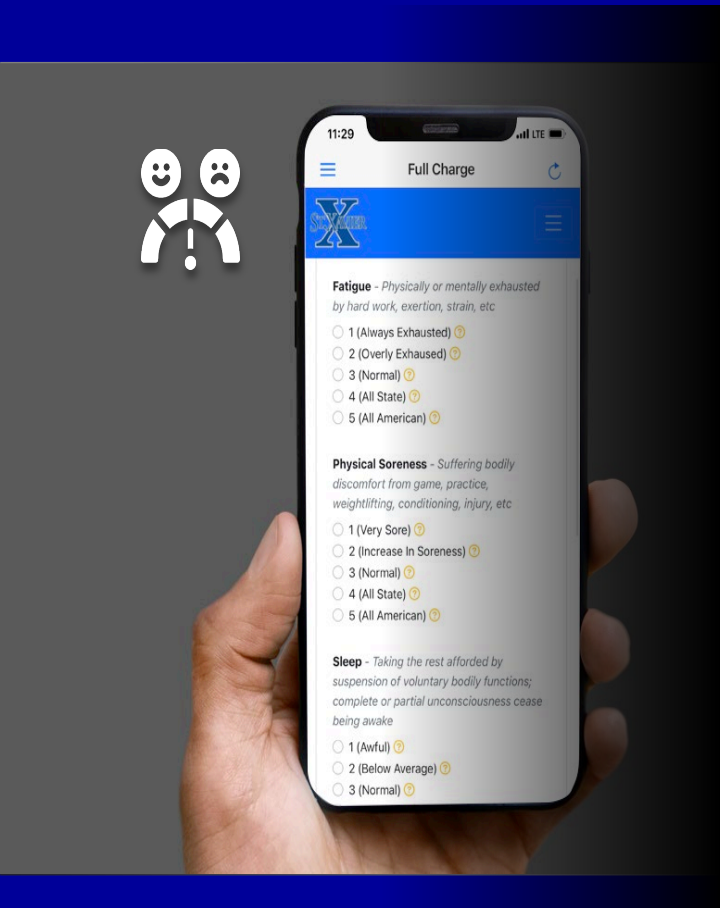 11:29
LTE
Full Charge
X
ST. XAVIER
Fatigue - Physically or mentally exhausted
by hard work, exertion, strain, etc
1 (Always Exhausted) ?
2 (Overly Exhaused) ?
3 (Normal) ?
4 (All State) ?
5 (All American) ?
Physical Soreness - Suffering bodily
discomfort from game, practice,
weightlifting, conditioning, injury, etc
1 (Very Sore) ?
2 (Increase In Soreness) ?
3 (Normal) ?
4 (All State) ?
5 (All American) ?
Sleep - Taking the rest afforded by
suspension of voluntary bodily functions;
complete or partial unconsciousness cease
being awake
1 (Awful) ?
2 (Below Average) ?
3 (Normal) ?